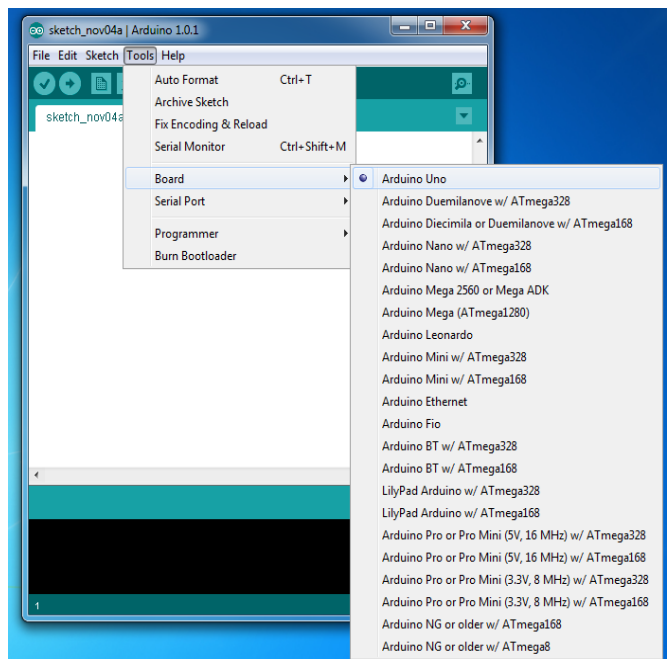 sketch_nov04a | Arduino 1.0.1
File Edit Sketch Tools Help
sketch_nov04a
Auto Format Ctrl+T
Archive Sketch
Fix Encoding & Reload
Serial Monitor Ctrl+Shift+M
Board
Serial Port
Programmer
Burn Bootloader
Arduino Uno
Arduino Duemilanove w/ ATmega328
Arduino Diecimila or Duemilanove w/ ATmega168
Arduino Nano w/ ATmega328
Arduino Nano w/ ATmega168
Arduino Mega 2560 or Mega ADK
Arduino Mega (ATmega1280)
Arduino Leonardo
Arduino Mini w/ ATmega328
Arduino Mini w/ ATmega168
Arduino Ethernet
Arduino Fio
Arduino BT w/ ATmega328
Arduino BT w/ ATmega168
LilyPad Arduino w/ ATmega328
LilyPad Arduino w/ ATmega168
Arduino Pro or Pro Mini (5V, 16 MHz) w/ ATmega328
Arduino Pro or Pro Mini (5V, 16 MHz) w/ ATmega168
Arduino Pro or Pro Mini (3.3V, 8 MHz) w/ ATmega328
Arduino Pro or Pro Mini (3.3V, 8 MHz) w/ ATmega168
Arduino NG or older w/ ATmega168
Arduino NG or older w/ ATmega8
1